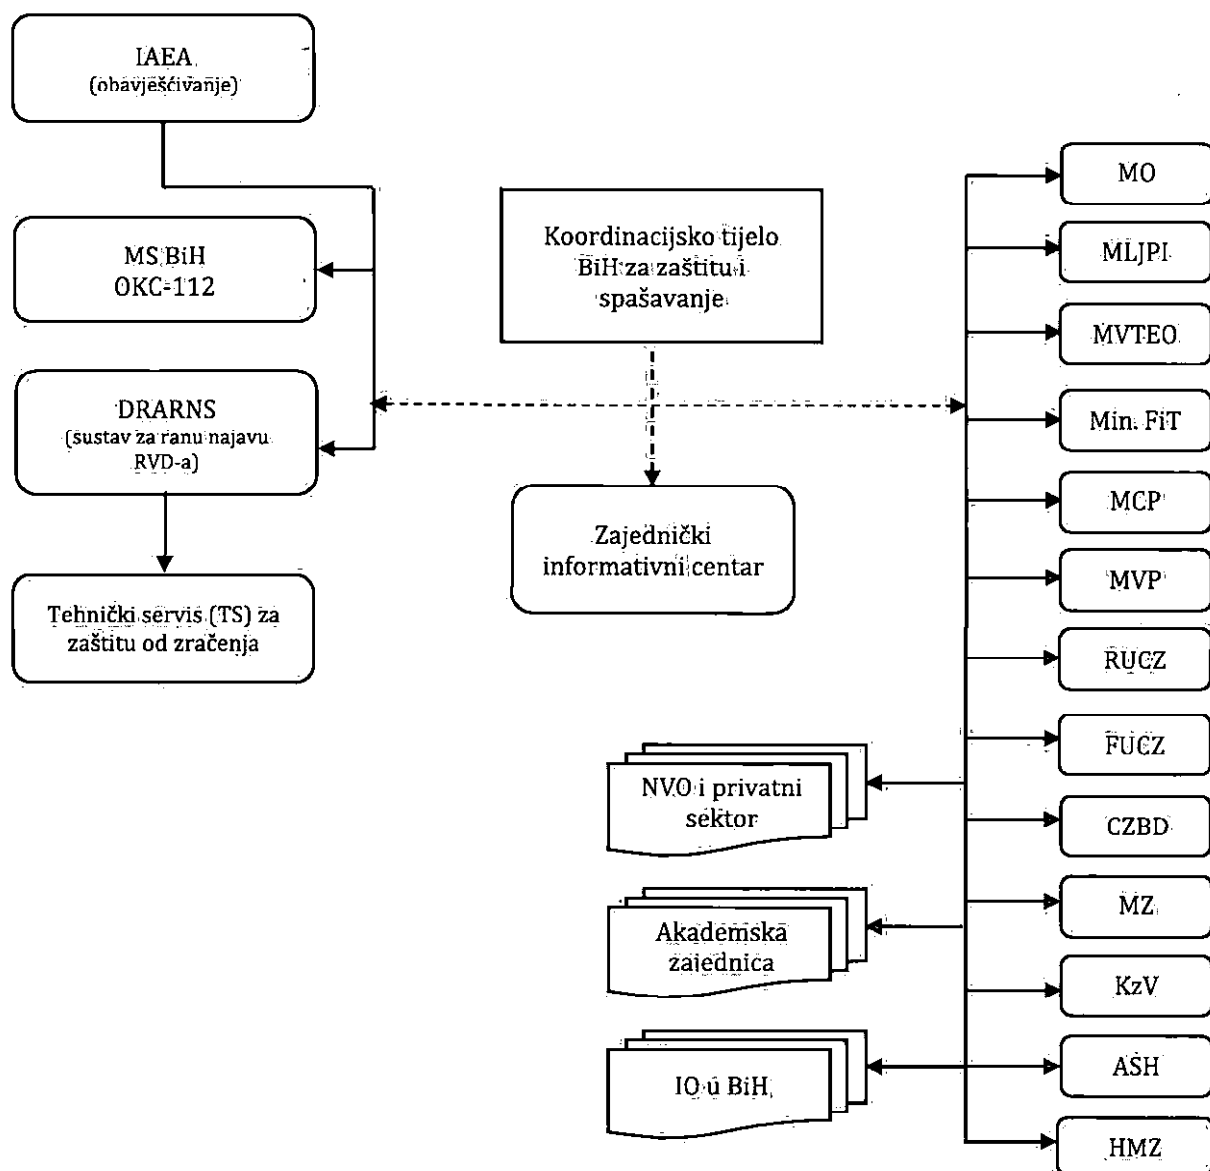 IAEA
(obavješćivanje)
MS BiH
OKC-112
DRARNS
(sustav za ranu najavu
RVD-a)
Tehnički servis (TS) za
zaštitu od zračenja
Koordinacijsko tijelo
BiH za zaštitu i
spašavanje
Zajednički
informativni centar
NVO i privatni
sektor
Akademska
zajednica
IO u BiH
MO
MLJPI
MVTEO
Min. FiT
MCP
MVP
RUCZ
FUCZ
CZBD
MZ
KzV
ASH
HMZ